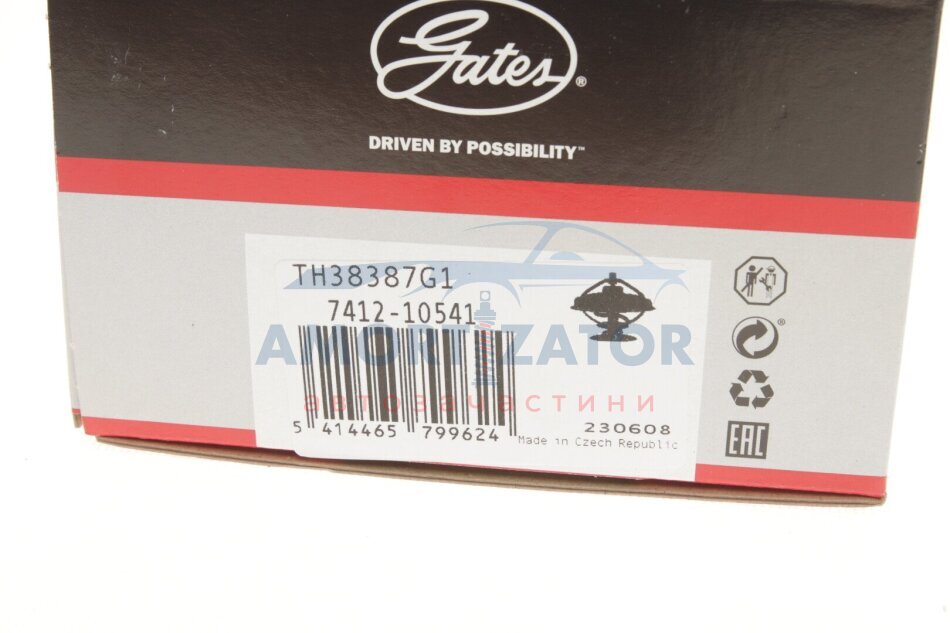 Gates®
DRIVEN BY POSSIBILITY™
TH38387G1
7412-10541
AMORTIZATOR
автозапчастини
5 414465 799624
230608
Made in Czech Republic
EAC